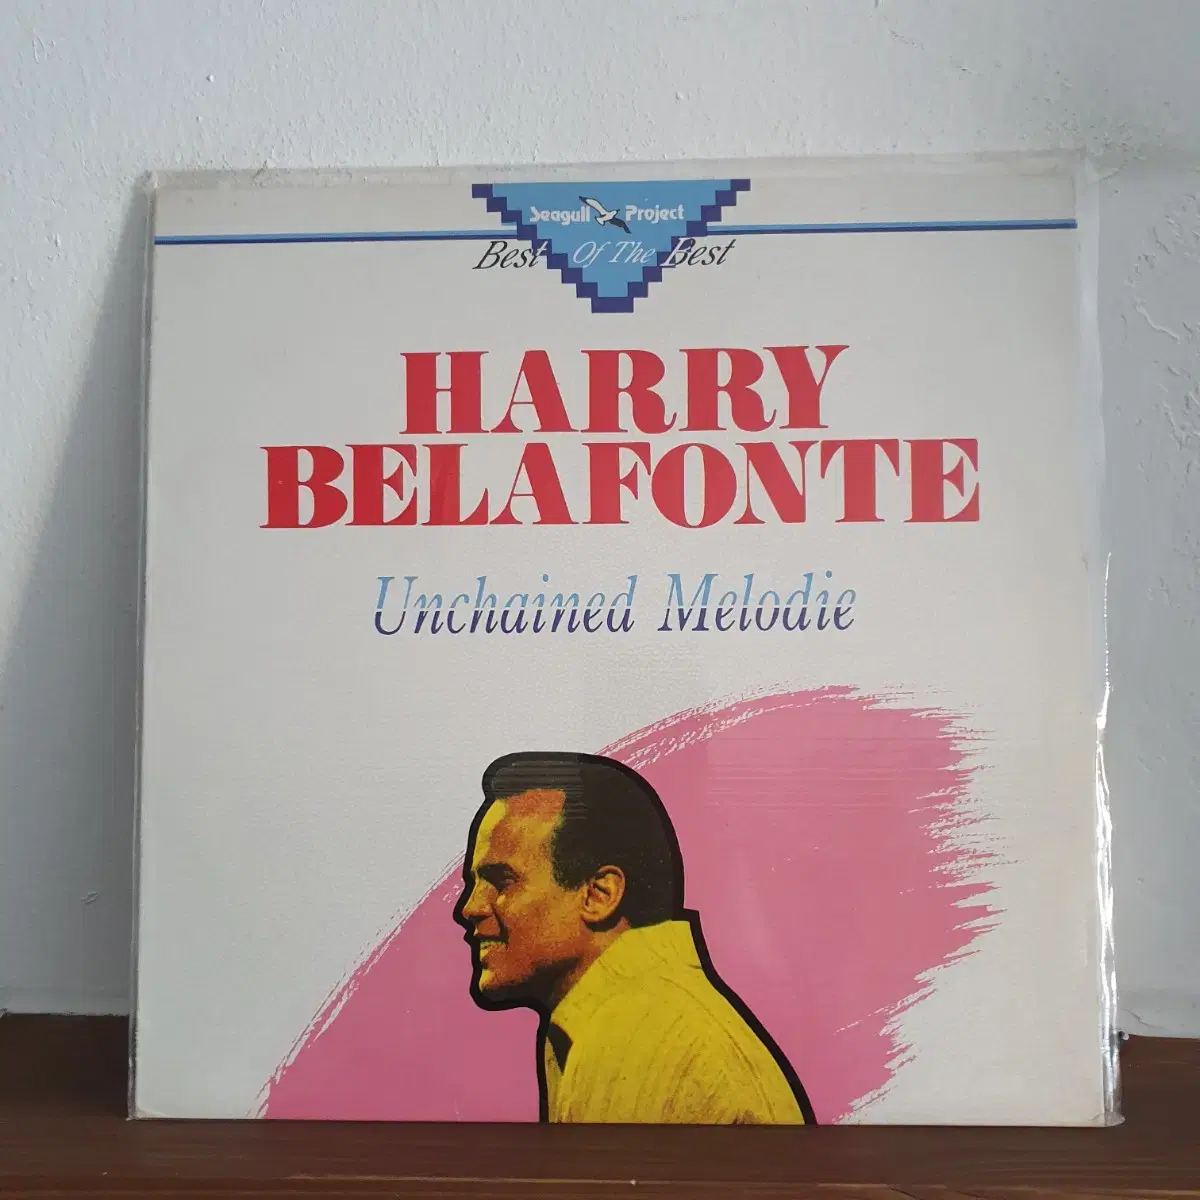 Seagull Project
Best Of The Best
HARRY
BELAFONTE
Unchained Melodie